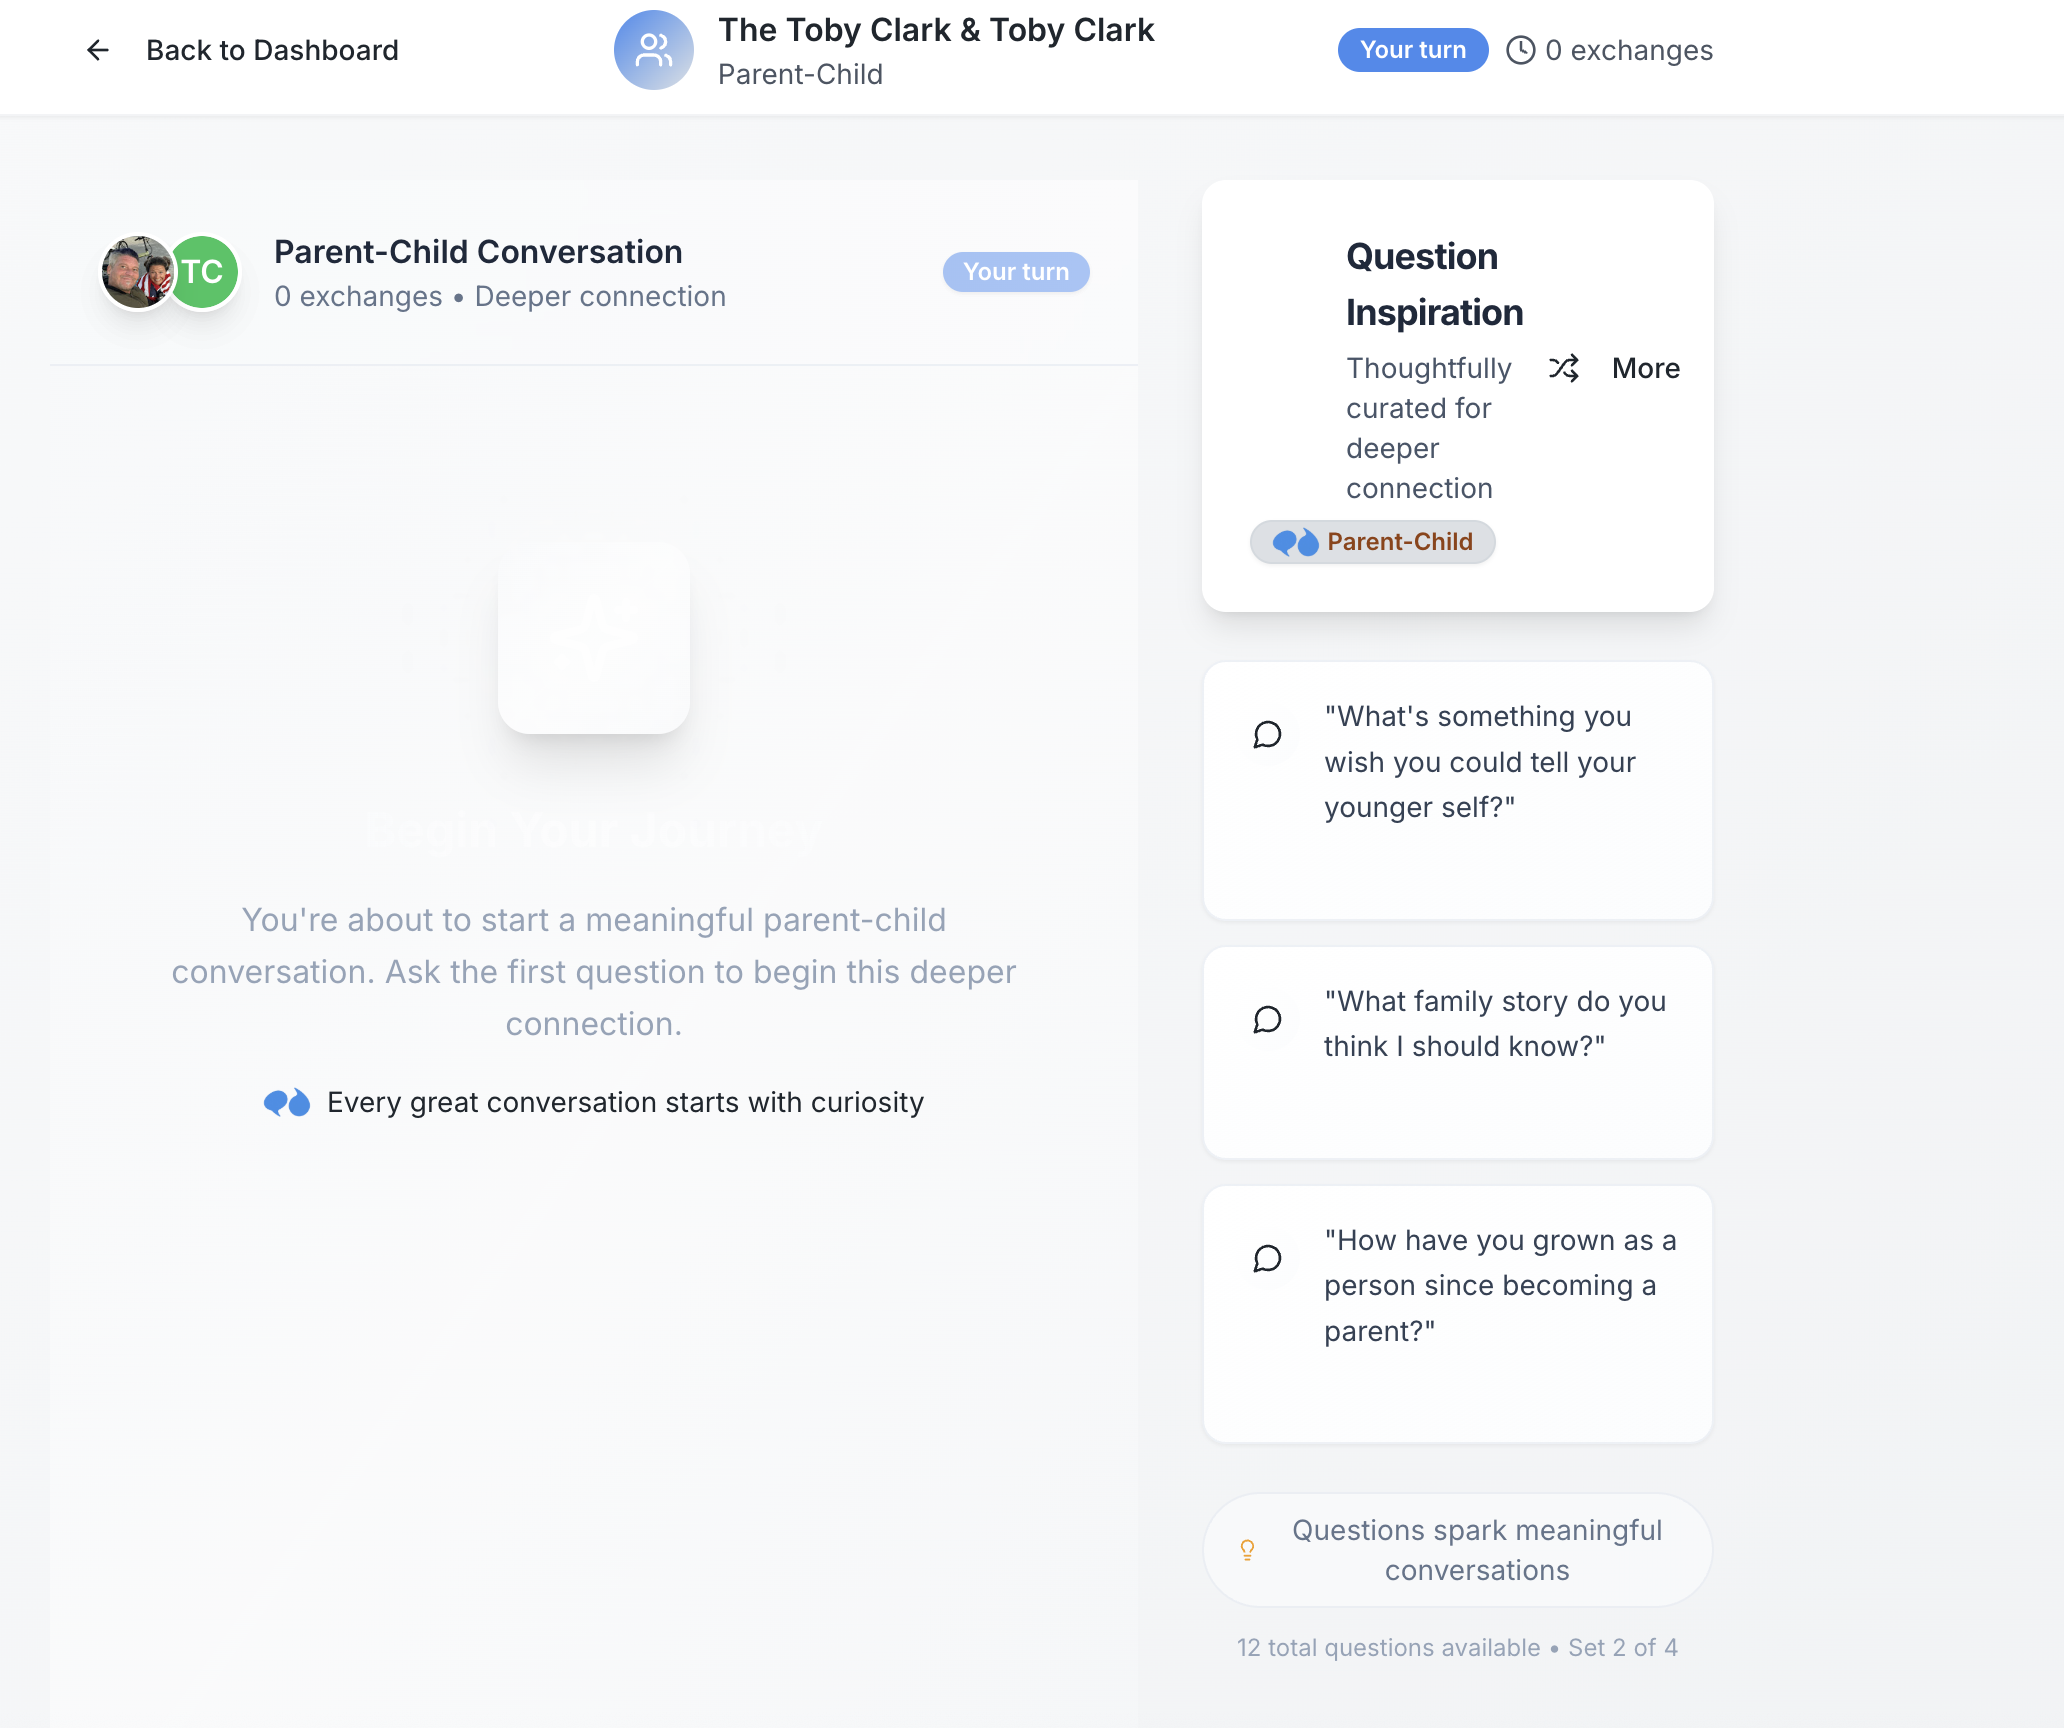 Back to Dashboard
The Toby Clark & Toby Clark
Parent-Child
Your turn
0 exchanges
TC
Parent-Child Conversation
0 exchanges • Deeper connection
Your turn
Begin Your Journey
You're about to start a meaningful parent-child
conversation. Ask the first question to begin this deeper
connection.
Every great conversation starts with curiosity
Question
Inspiration
Thoughtfully
curated for
deeper
connection
More
Parent-Child
"What's something you
wish you could tell your
younger self?"
"What family story do you
think I should know?"
"How have you grown as a
person since becoming a
parent?"
Questions spark meaningful
conversations
12 total questions available • Set 2 of 4